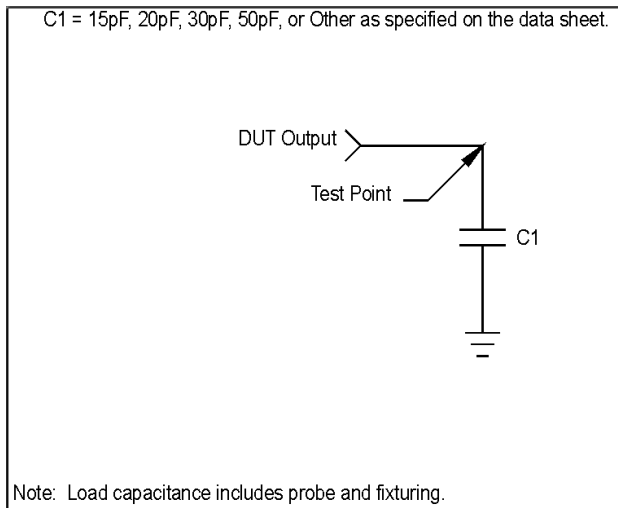 C1 = 15pF, 20pF, 30pF, 50pF, or Other as specified on the data sheet.
DUT Output
Test Point
C1
Note:  Load capacitance includes probe and fixturing.